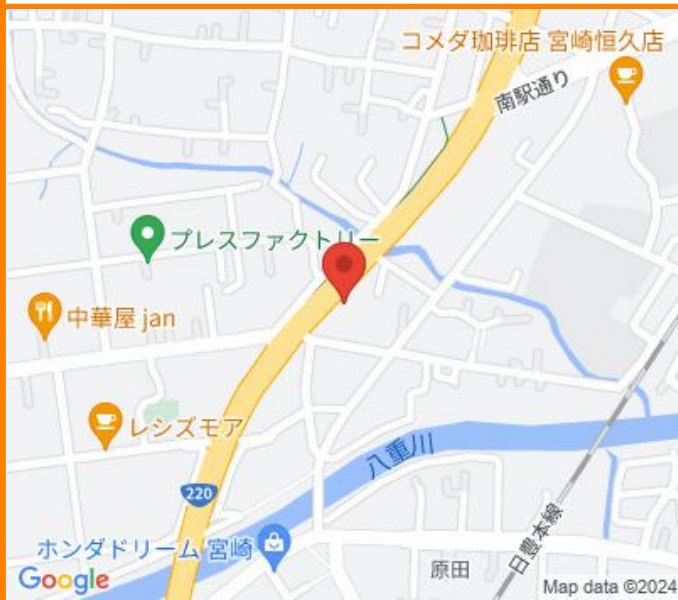 コメダ珈琲店 宮崎恒久店
南駅通り
プレスファクトリー
中華屋 jan
レシズモア
八重川
220
ホンダドリーム 宮崎
日豊本線
原田
Google
Map data ©2024